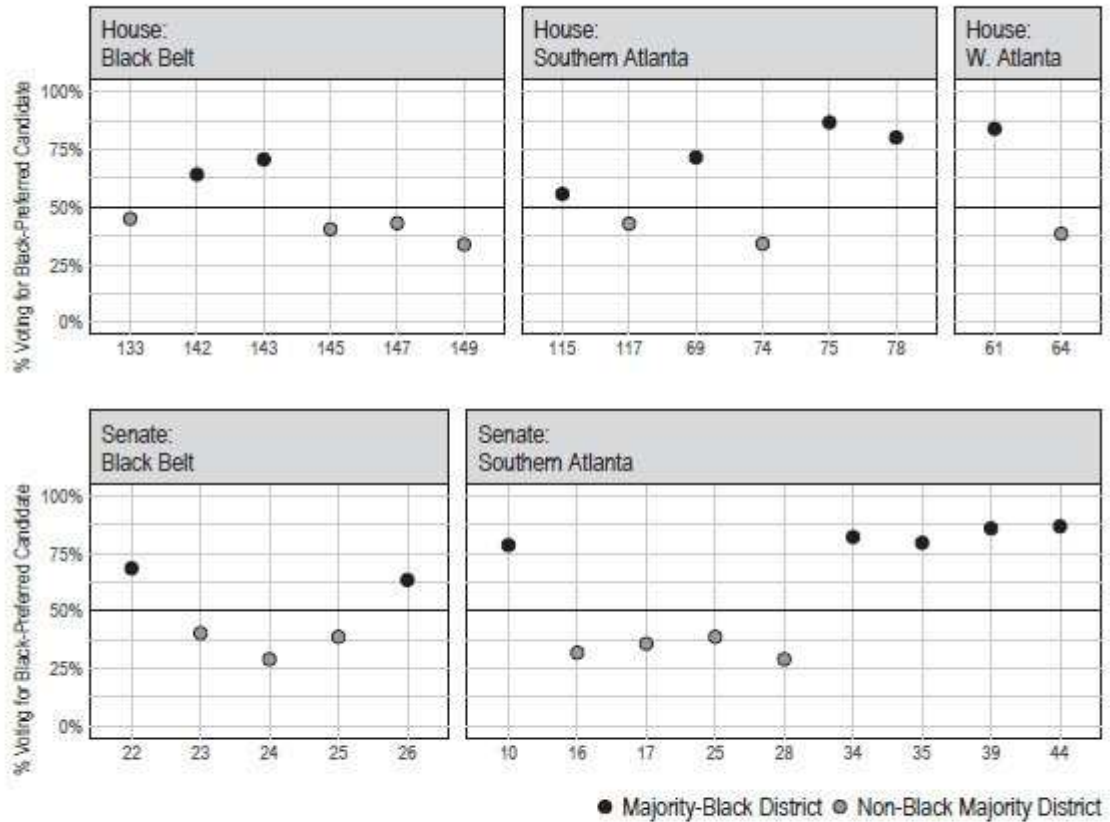 House:
Black Belt
House:
Southern Atlanta
House:
W. Atlanta
% Voting for Black-Preferred Candidate
100%
75%
50%
25%
0%
133 142 143 145 147 149
115 117 69 74 75 78
61 64
Senate:
Black Belt
Senate:
Southern Atlanta
% Voting for Black-Preferred Candidate
100%
75%
50%
25%
0%
22 23 24 25 26
10 16 17 25 28 34 35 39 44
Majority-Black District Non-Black Majority District